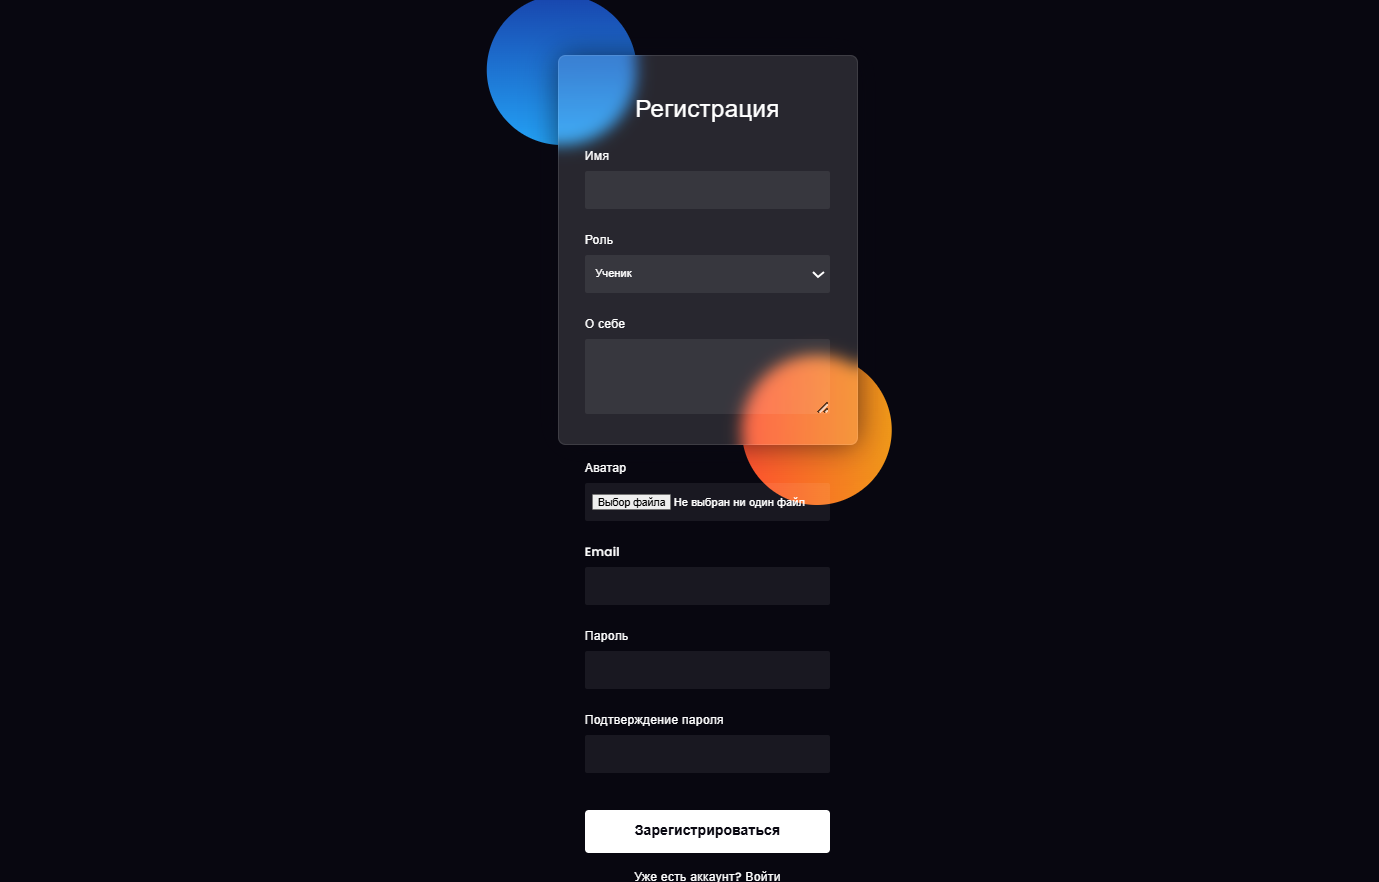 Регистрация
Имя
Роль
Ученик
О себе
Аватар
Выбор файла Не выбран ни один файл
Email
Пароль
Подтверждение пароля
Зарегистрироваться
Уже есть аккаунт? Войти